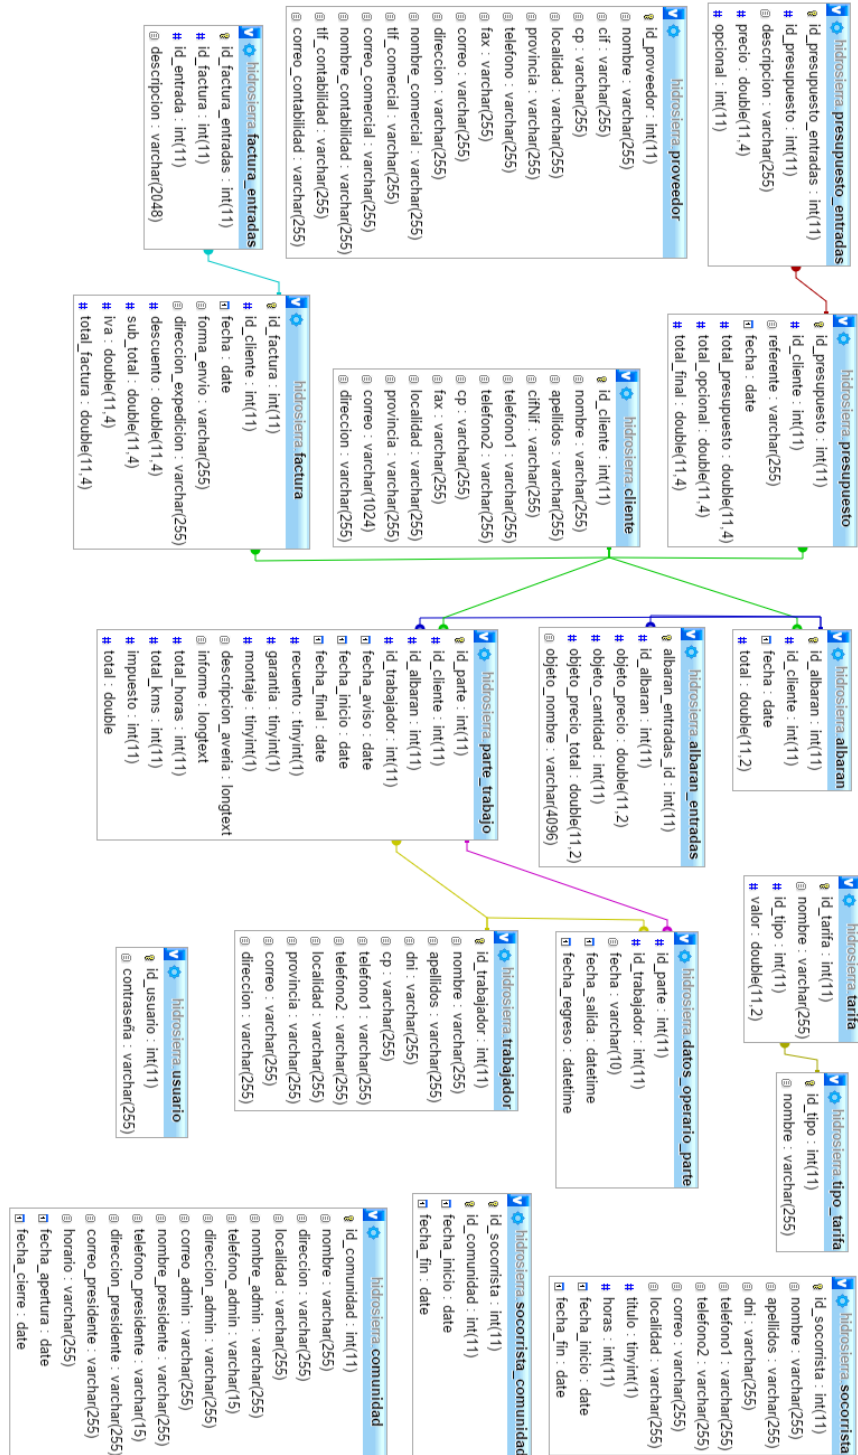 hidrosierra presupuesto_entradas
id_presupuesto_entradas : int(11)
id_presupuesto : int(11)
descripcion : varchar(255)
precio : double(11,4)
opcional : int(11)
hidrosierra proveedor
id_proveedor : int(11)
nombre : varchar(255)
cif : varchar(255)
cp : varchar(255)
localidad : varchar(255)
provincia : varchar(255)
telefono : varchar(255)
fax : varchar(255)
correo : varchar(255)
direccion : varchar(255)
nombre_comercial : varchar(255)
tlf_comercial : varchar(255)
correo_comercial : varchar(255)
nombre_contabilidad : varchar(255)
tlf_contabilidad : varchar(255)
correo_contabilidad : varchar(255)
hidrosierra factura_entradas
id_factura_entradas : int(11)
id_factura : int(11)
id_entrada : int(11)
descripcion : varchar(2048)
hidrosierra presupuesto
id_presupuesto : int(11)
id_cliente : int(11)
referente : varchar(255)
fecha : date
total_presupuesto : double(11,4)
total_opcional : double(11,4)
total_final : double(11,4)
hidrosierra cliente
id_cliente : int(11)
nombre : varchar(255)
apellidos : varchar(255)
cifNif : varchar(255)
telefono1 : varchar(255)
telefono2 : varchar(255)
cp : varchar(255)
fax : varchar(255)
localidad : varchar(255)
provincia : varchar(255)
correo : varchar(1024)
direccion : varchar(255)
hidrosierra factura
id_factura : int(11)
id_cliente : int(11)
fecha : date
forma_envio : varchar(255)
direccion_expedicion : varchar(255)
descuento : double(11,4)
sub_total : double(11,4)
iva : double(11,4)
total_factura : double(11,4)
hidrosierra albaran
id_albaran : int(11)
id_cliente : int(11)
fecha : date
total : double(11,2)
hidrosierra albaran_entradas
albaran_entradas_id : int(11)
id_albaran : int(11)
objeto_precio : double(11,2)
objeto_cantidad : int(11)
objeto_precio_total : double(11,2)
objeto_nombre : varchar(4096)
hidrosierra parte_trabajo
id_parte : int(11)
id_cliente : int(11)
id_albaran : int(11)
id_trabajador : int(11)
fecha_aviso : date
fecha_inicio : date
fecha_final : date
recuento : tinyint(1)
garantia : tinyint(1)
montaje : tinyint(1)
descripcion_averia : longtext
informe : longtext
total_horas : int(11)
total_kms : int(11)
impuesto : int(11)
total : double
hidrosierra tarifa
id_tarifa : int(11)
nombre : varchar(255)
id_tipo : int(11)
valor : double(11,2)
hidrosierra datos_operario_parte
id_parte : int(11)
id_trabajador : int(11)
fecha : varchar(10)
fecha_salida : datetime
fecha_regreso : datetime
hidrosierra trabajador
id_trabajador : int(11)
nombre : varchar(255)
apellidos : varchar(255)
dni : varchar(255)
cp : varchar(255)
telefono1 : varchar(255)
telefono2 : varchar(255)
localidad : varchar(255)
provincia : varchar(255)
correo : varchar(255)
direccion : varchar(255)
hidrosierra usuario
id_usuario : int(11)
contraseña : varchar(255)
hidrosierra tipo_tarifa
id_tipo : int(11)
nombre : varchar(255)
hidrosierra socorrista
id_socorrista : int(11)
nombre : varchar(255)
apellidos : varchar(255)
dni : varchar(255)
telefono1 : varchar(255)
telefono2 : varchar(255)
correo : varchar(255)
localidad : varchar(255)
titulo : tinyint(1)
horas : int(11)
fecha_inicio : date
fecha_fin : date
hidrosierra socorrista_comunidad
id_socorrista : int(11)
id_comunidad : int(11)
fecha_inicio : date
fecha_fin : date
hidrosierra comunidad
id_comunidad : int(11)
nombre : varchar(255)
direccion : varchar(255)
localidad : varchar(255)
nombre_admin : varchar(255)
telefono_admin : varchar(15)
direccion_admin : varchar(255)
correo_admin : varchar(255)
nombre_presidente : varchar(255)
telefono_presidente : varchar(15)
direccion_presidente : varchar(255)
correo_presidente : varchar(255)
horario : varchar(255)
fecha_apertura : date
fecha_cierre : date